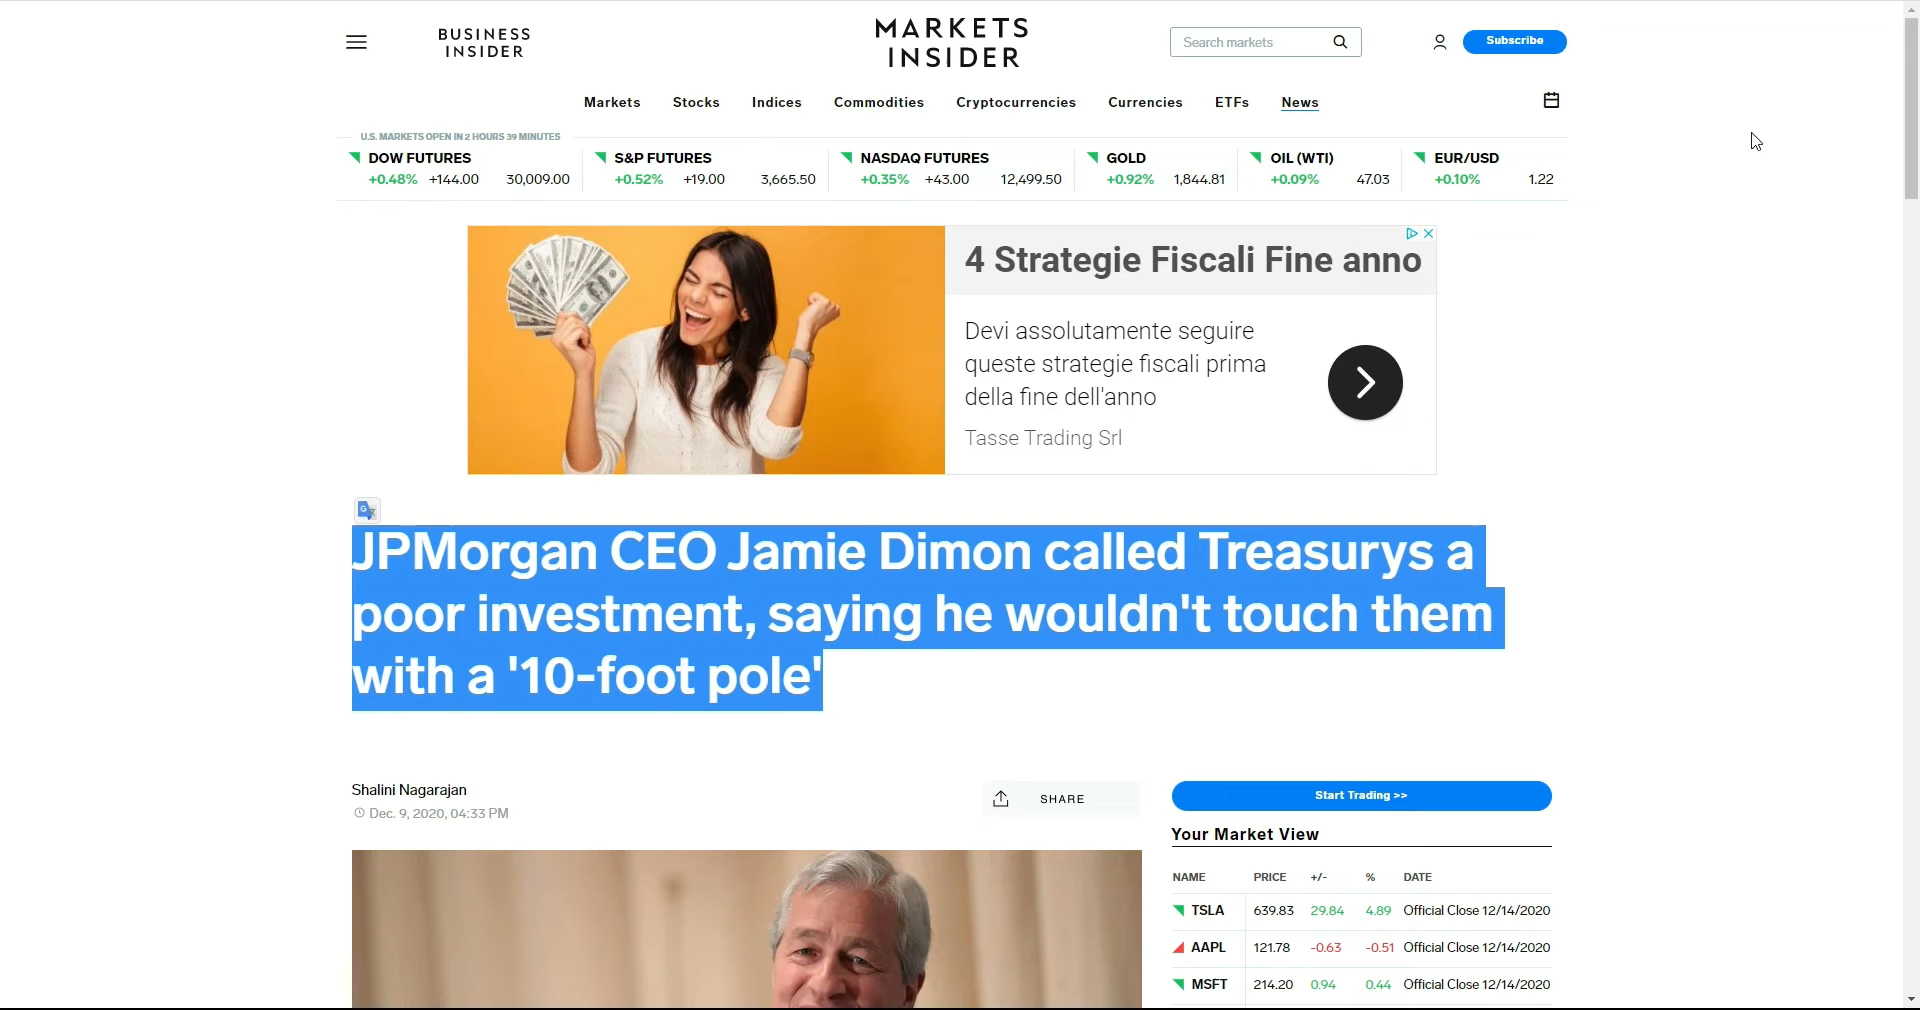 BUSINESS
INSIDER
MARKETS
INSIDER
Search markets
Subscribe
Markets Stocks Indices Commodities Cryptocurrencies Currencies ETFs News
U.S. MARKETS OPEN IN 2 HOURS 39 MINUTES
DOW FUTURES
+0.48% +144.00 30,009.00
S&P FUTURES
+0.52% +19.00 3,665.50
NASDAQ FUTURES
+0.35% +43.00 12,499.50
GOLD
+0.92% 1,844.81
OIL (WTI)
+0.09% 47.03
EUR/USD
+0.10% 1.22
4 Strategie Fiscali Fine anno
Devi assolutamente seguire
queste strategie fiscali prima
della fine dell'anno
Tasse Trading Srl
JPMorgan CEO Jamie Dimon called Treasurys a
poor investment, saying he wouldn't touch them
with a '10-foot pole'
Shalini Nagarajan
Dec. 9, 2020, 04:33 PM
SHARE
Start Trading >>
Your Market View
NAME PRICE +/- % DATE
TSLA 639.83 29.84 4.89 Official Close 12/14/2020
AAPL 121.78 -0.63 -0.51 Official Close 12/14/2020
MSFT 214.20 0.94 0.44 Official Close 12/14/2020